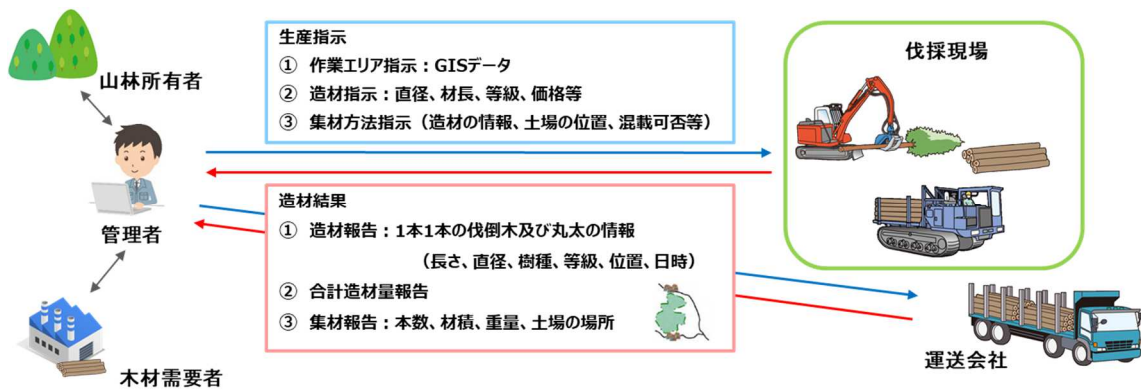 生産指示
① 作業エリア指示：GISデータ
② 造材指示：直径、材長、等級、価格等
③ 集材方法指示（造材の情報、土場の位置、混載可否等）
山林所有者
管理者
木材需要者
造材結果
① 造材報告：1本1本の伐倒木及び丸太の情報
（長さ、直径、樹種、等級、位置、日時）
② 合計造材量報告
③ 集材報告：本数、材積、重量、土場の場所
伐採現場
運送会社